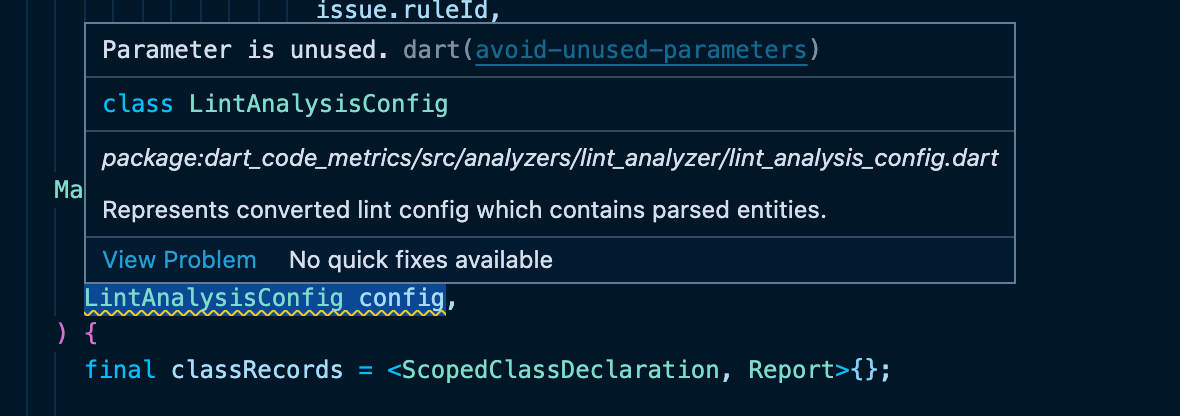 issue.ruleId,
Parameter is unused. dart(avoid-unused-parameters)
class LintAnalysisConfig
package:dart_code_metrics/src/analyzers/lint_analyzer/lint_analysis_config.dart
Ma
Represents converted lint config which contains parsed entities.
View Problem No quick fixes available
LintAnalysisConfig config,
) {
final classRecords = <ScopedClassDeclaration, Report>{};